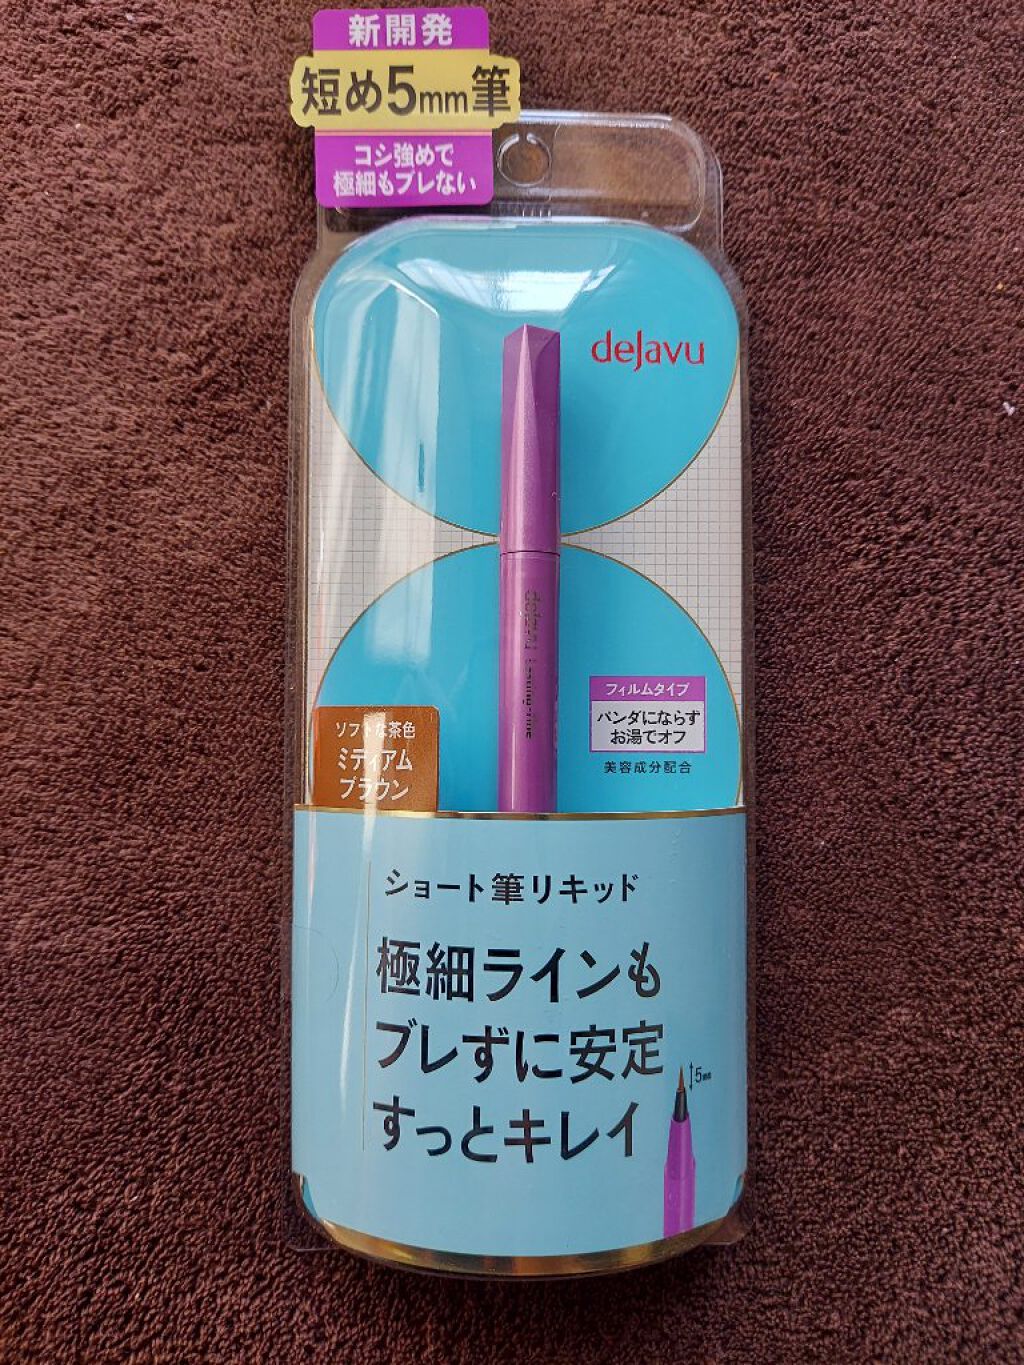 新開発
短め5mm筆
コシ強めで
極細もブレない
deJavu
フィルムタイプ
パンダにならず
お湯でオフ
美容成分配合
ソフトな茶色
ミディアム
ブラウン
ショート筆リキッド
極細ラインも
ブレずに安定
すっとキレイ
5mm